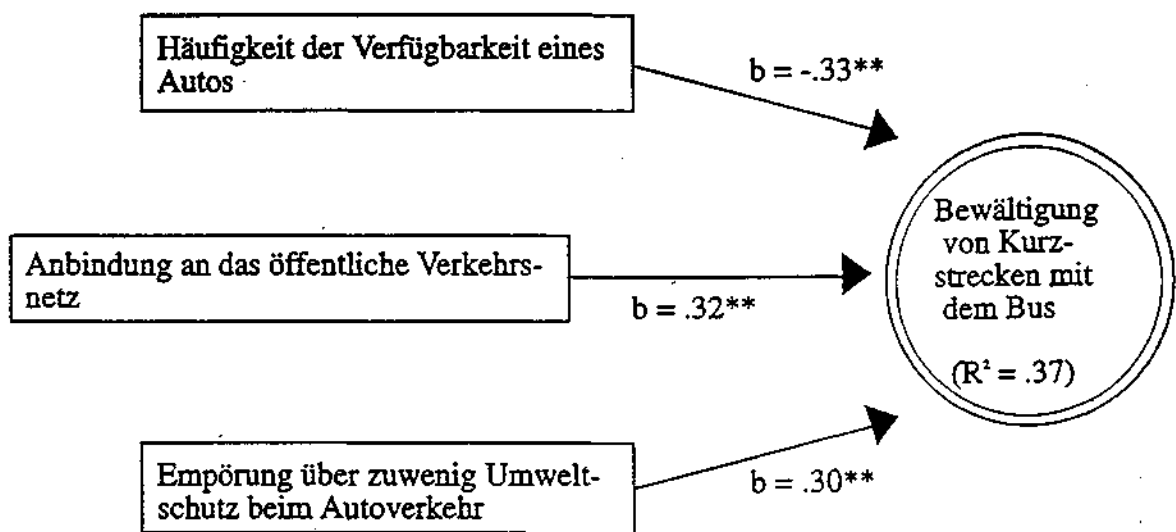 Häufigkeit der Verfügbarkeit eines
Autos
b = -.33**
Anbindung an das öffentliche Verkehrs-
netz
b = .32**
Bewältigung
von Kurz-
strecken mit
dem Bus
(R² = .37)
Empörung über zuwenig Umwelt-
schutz beim Autoverkehr
b = .30**